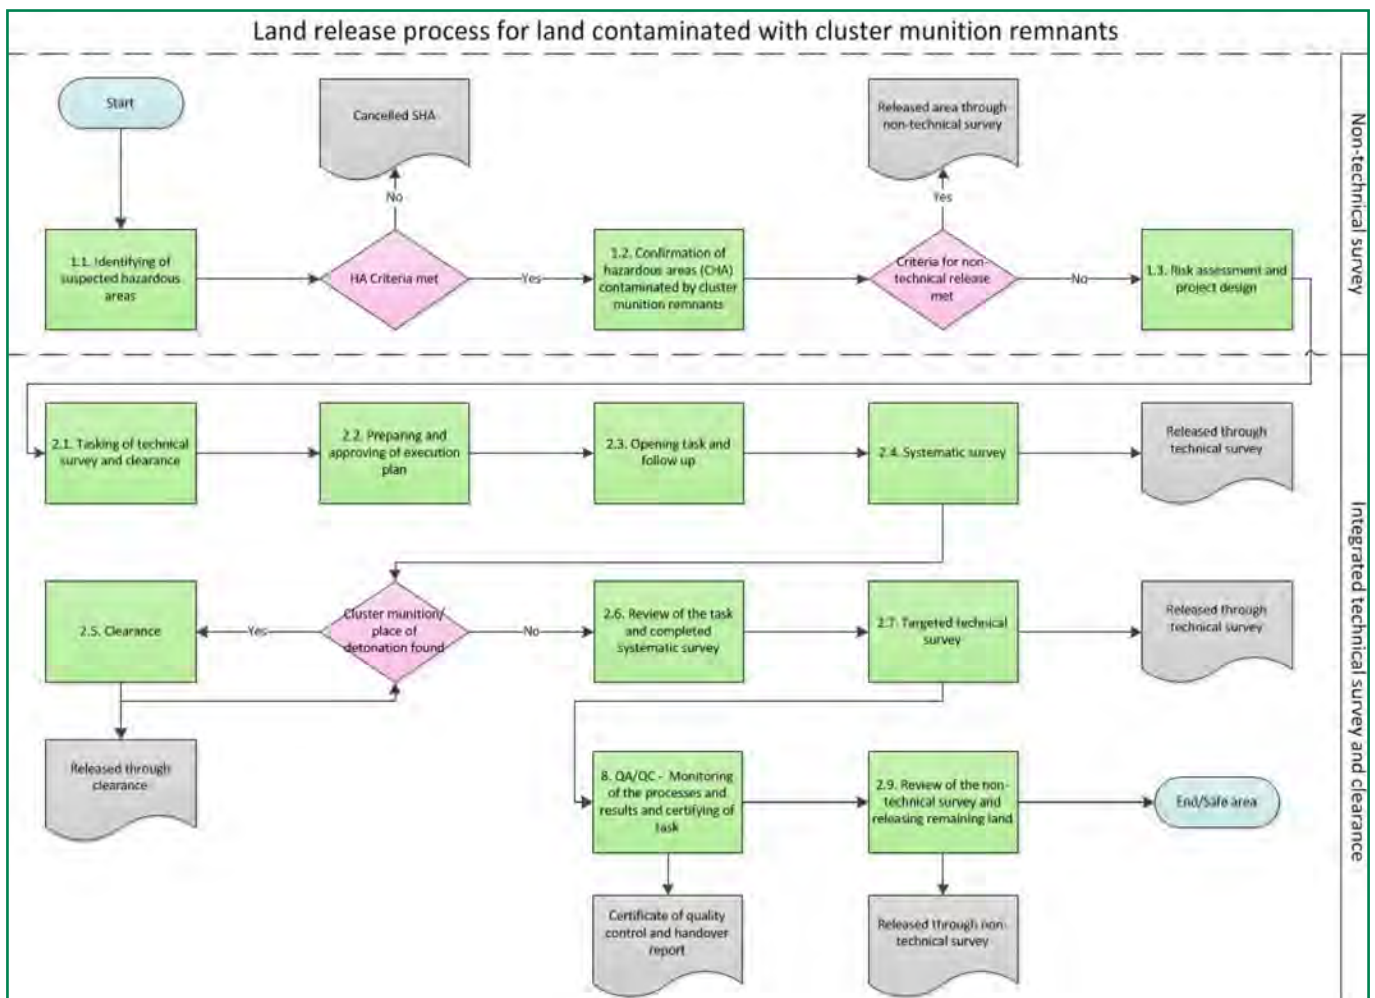 Land release process for land contaminated with cluster munition remnants
Start
Cancelled SHA
Released area through
non-technical survey
No
Yes
1.1. Identifying of
suspected hazardous
areas
HA Criteria met
Yes
1.2. Confirmation of
hazardous areas (CHA)
contaminated by cluster
munition remnants
Criteria for non-
technical release
met
No
1.3. Risk assessment and
project design
Non-technical survey
2.1. Tasking of technical
survey and clearance
2.2. Preparing and
approving of execution
plan
2.3. Opening task and
follow up
2.4. Systematic survey
Released through
technical survey
2.5. Clearance
Yes
Cluster munition/
place of
detonation found
No
2.6. Review of the task
and completed
systematic survey
2.7. Targeted technical
survey
Released through
technical survey
Released through
clearance
8. QA/QC - Monitoring
of the processes and
results and certifying of
task
2.9. Review of the non-
technical survey and
releasing remaining land
End/Safe area
Certificate of quality
control and handover
report
Released through non-
technical survey
Integrated technical survey and clearance